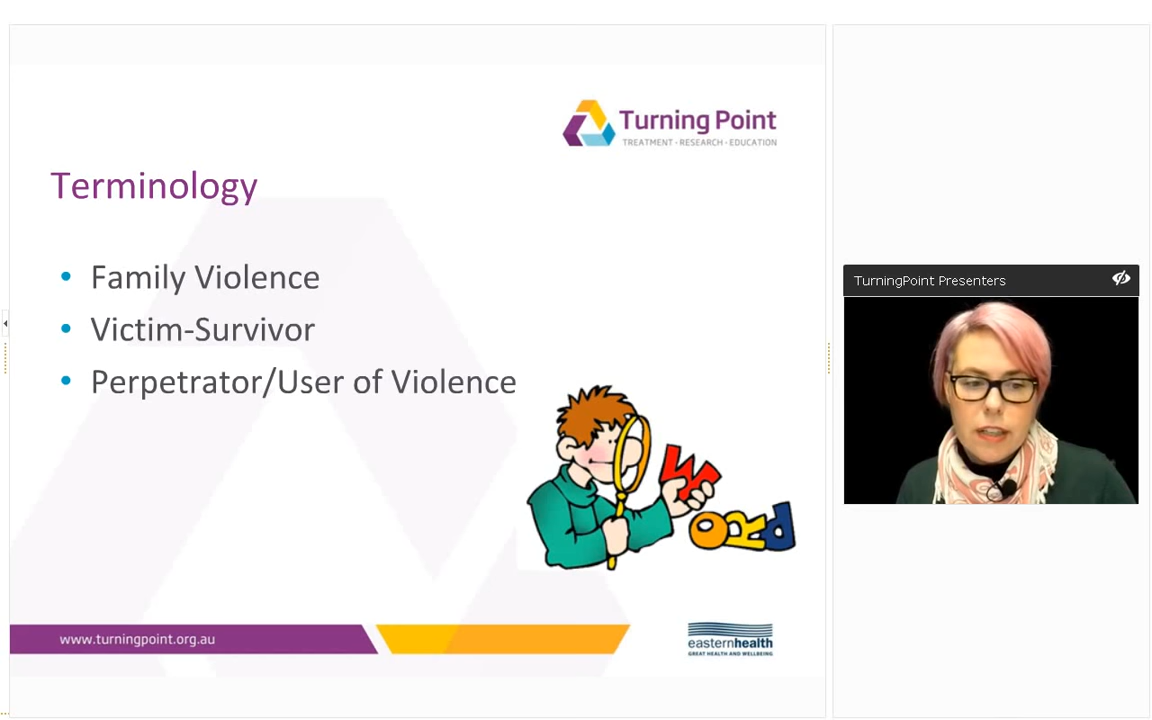 Turning Point
TREATMENT · RESEARCH · EDUCATION
Terminology
• Family Violence
• Victim-Survivor
• Perpetrator/User of Violence
WORD
www.turningpoint.org.au
easternhealth
GREAT HEALTH AND WELLBEING
TurningPoint Presenters